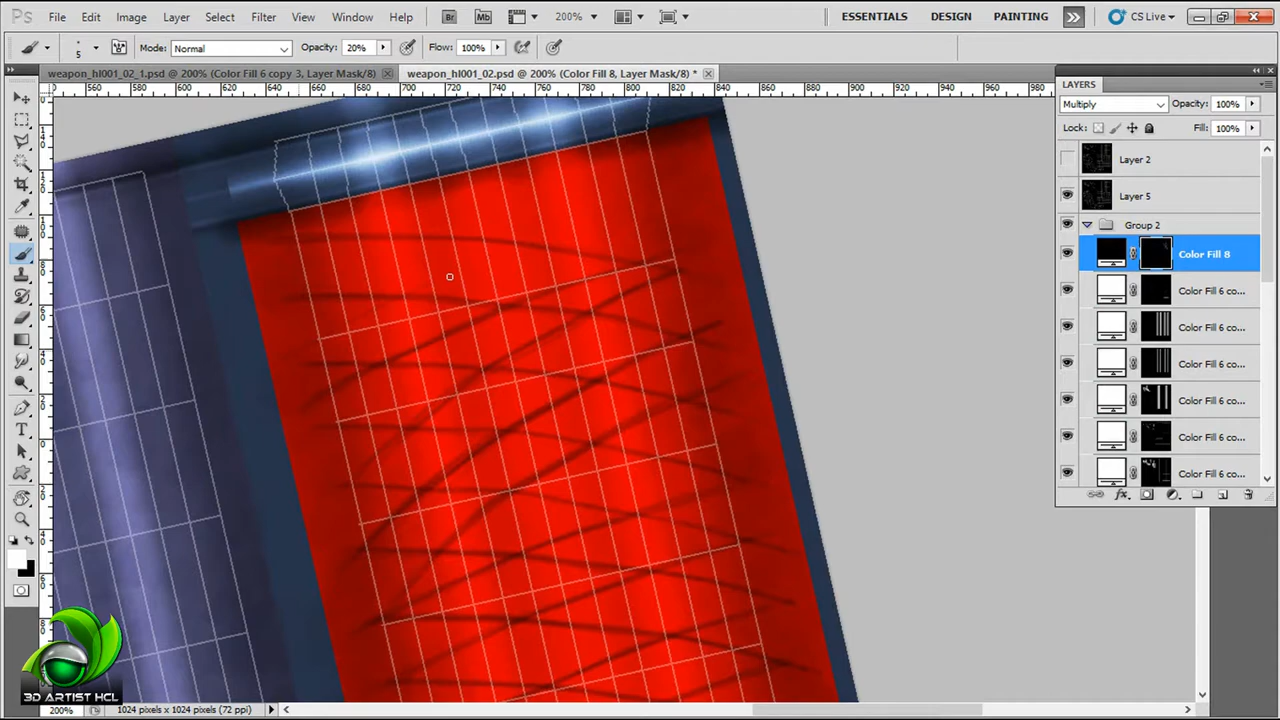 Ps File Edit Image Layer Select Filter View Window Help Br Mb 200% ESSENTIALS DESIGN PAINTING CS Live
5 Mode: Normal Opacity: 20% Flow: 100%
weapon_hl001_02_1.psd @ 200% (Color Fill 6 copy 3, Layer Mask/8) weapon_hl001_02.psd @ 200% (Color Fill 8, Layer Mask/8) *
560 580 600 620 640 660 680 700 720 740 760 780 800 820 840 860 880 900 920 940 960 980
LAYERS
Multiply Opacity: 100%
Lock: Fill: 100%
Layer 2
Layer 5
Group 2
Color Fill 8
Color Fill 6 co...
Color Fill 6 co...
Color Fill 6 co...
Color Fill 6 co...
Color Fill 6 co...
Color Fill 6 co...
T
3D ARTIST HCL
200% 1024 pixels x 1024 pixels (72 ppi)